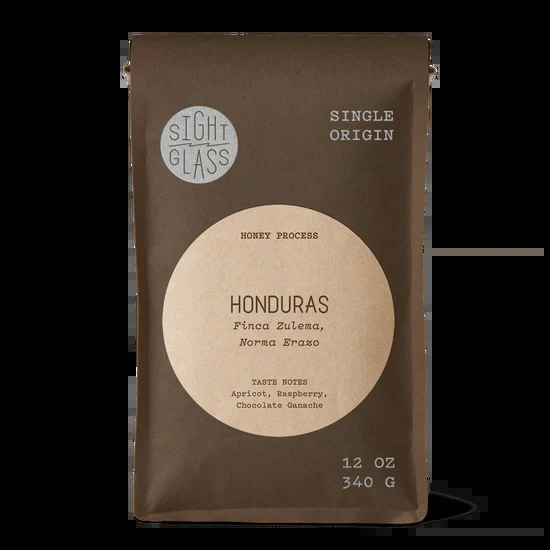 SIGHT
GLASS
SINGLE
ORIGIN
HONEY PROCESS
HONDURAS
Finca Zulema,
Norma Erazo
TASTE NOTES
Apricot, Raspberry,
Chocolate Ganache
12 OZ
340 G